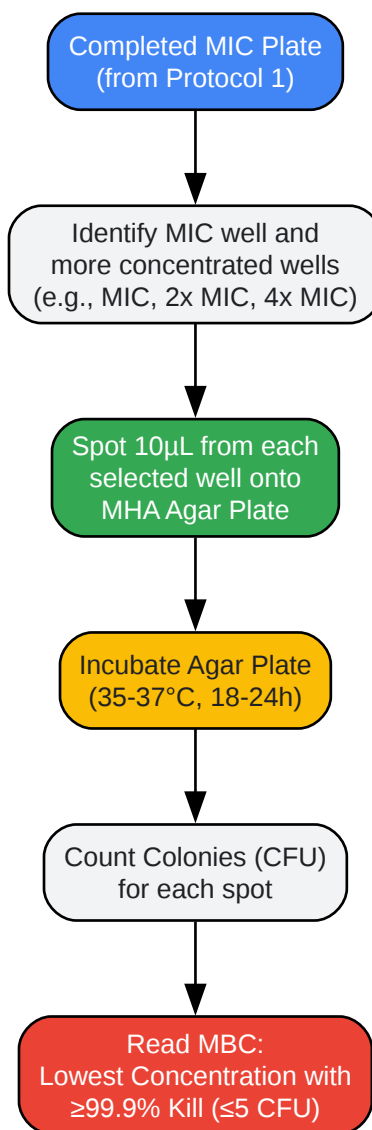 Completed MIC Plate
(from Protocol 1)
Identify MIC well and
more concentrated wells
(e.g., MIC, 2x MIC, 4x MIC)
Spot 10µL from each
selected well onto
MHA Agar Plate
Incubate Agar Plate
(35-37°C, 18-24h)
Count Colonies (CFU)
for each spot
Read MBC:
Lowest Concentration with
≥99.9% Kill (≤5 CFU)